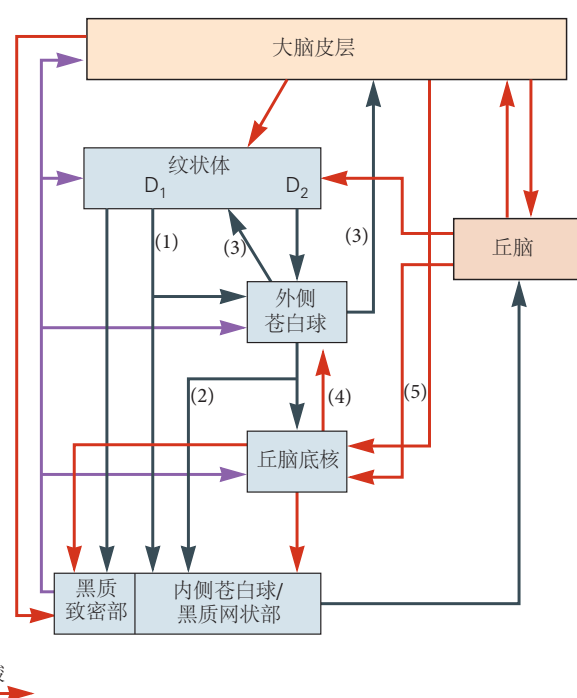 大脑皮层
纹状体
D1 D2
(1)
(3)
(3)
丘脑
外侧
苍白球
(2)
(4)
(5)
丘脑底核
黑质
致密部
内侧苍白球/
黑质网状部